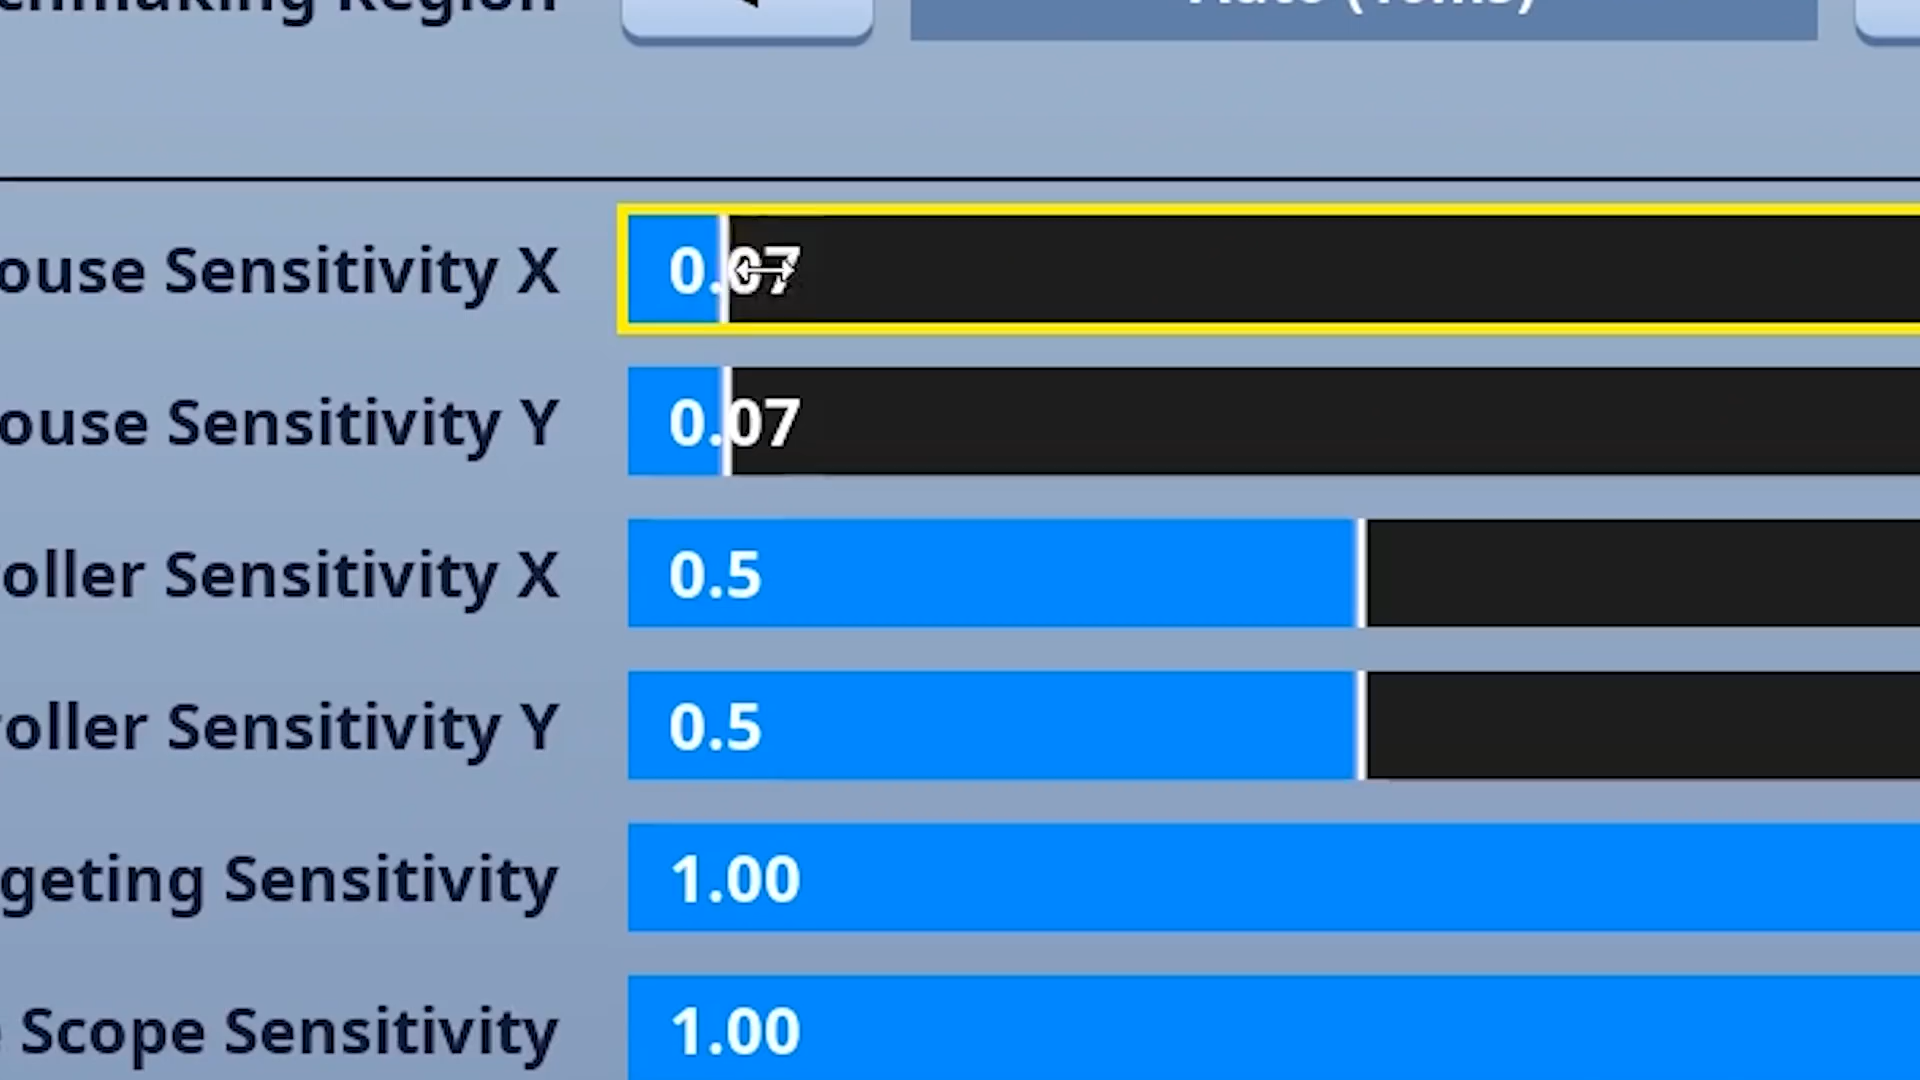 Region
ouse Sensitivity X
0.07
ouse Sensitivity Y
0.07
oller Sensitivity X
0.5
oller Sensitivity Y
0.5
geting Sensitivity
1.00
Scope Sensitivity
1.00